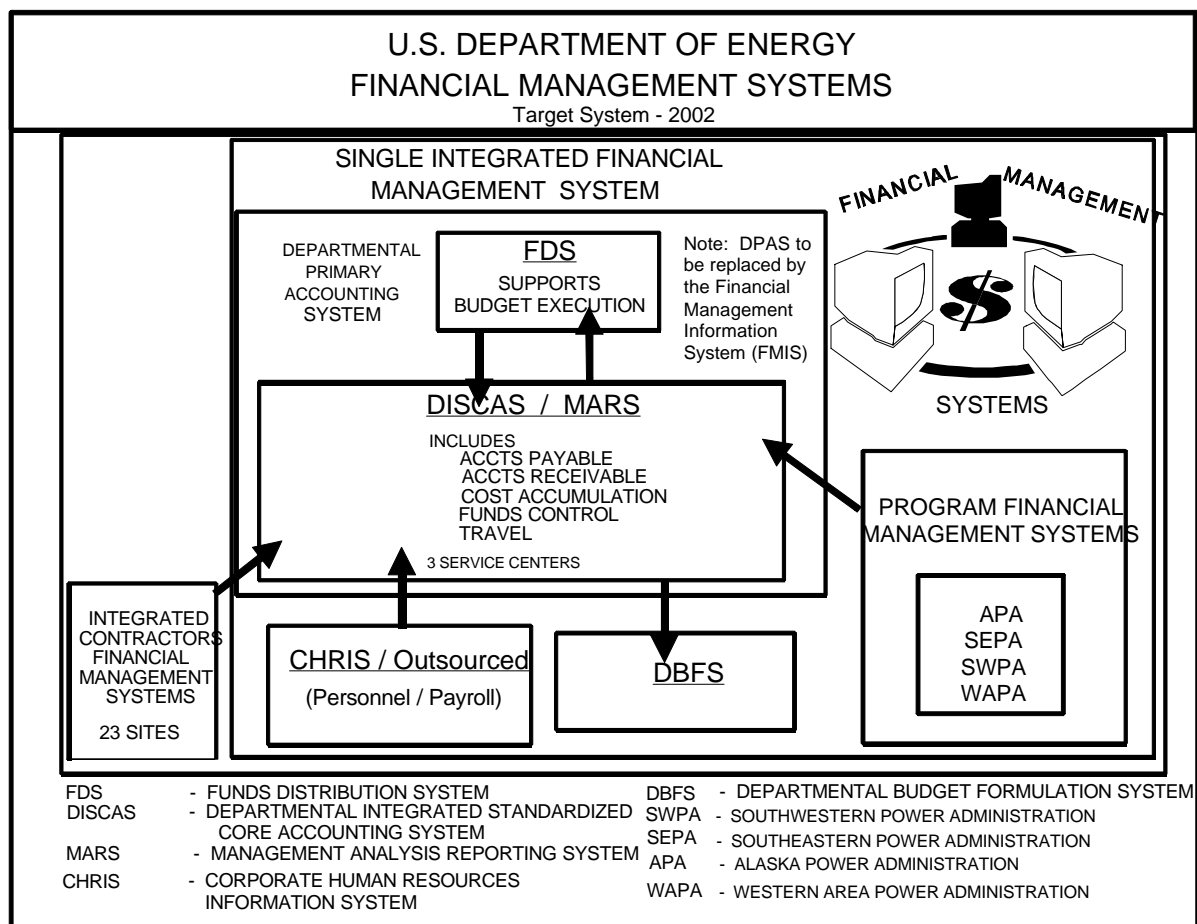 U.S. DEPARTMENT OF ENERGY
FINANCIAL MANAGEMENT SYSTEMS
Target System - 2002
SINGLE INTEGRATED FINANCIAL
MANAGEMENT SYSTEM
FINANCIAL MANAGEMENT
SYSTEMS
DEPARTMENTAL
PRIMARY
ACCOUNTING
SYSTEM
FDS
SUPPORTS
BUDGET EXECUTION
Note: DPAS to
be replaced by
the Financial
Management
Information
System (FMIS)
DISCAS / MARS
INCLUDES
ACCTS PAYABLE
ACCTS RECEIVABLE
COST ACCUMULATION
FUNDS CONTROL
TRAVEL
3 SERVICE CENTERS
PROGRAM FINANCIAL
MANAGEMENT SYSTEMS
APA
SEPA
SWPA
WAPA
INTEGRATED
CONTRACTORS
FINANCIAL
MANAGEMENT
SYSTEMS
23 SITES
CHRIS / Outsourced
(Personnel / Payroll)
DBFS
FDS - FUNDS DISTRIBUTION SYSTEM
DISCAS - DEPARTMENTAL INTEGRATED STANDARDIZED
CORE ACCOUNTING SYSTEM
MARS - MANAGEMENT ANALYSIS REPORTING SYSTEM
CHRIS - CORPORATE HUMAN RESOURCES
INFORMATION SYSTEM
DBFS - DEPARTMENTAL BUDGET FORMULATION SYSTEM
SWPA - SOUTHWESTERN POWER ADMINISTRATION
SEPA - SOUTHEASTERN POWER ADMINISTRATION
APA - ALASKA POWER ADMINISTRATION
WAPA - WESTERN AREA POWER ADMINISTRATION